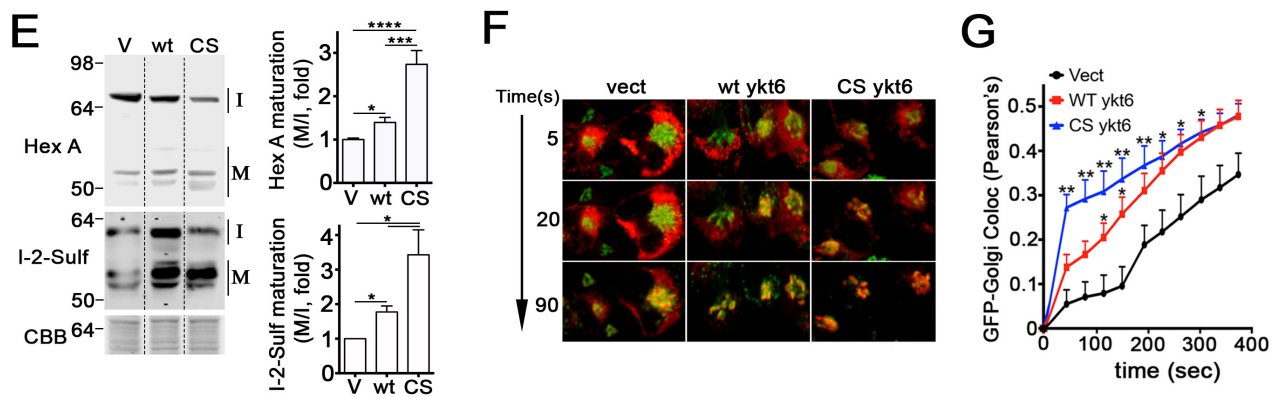 E
V wt CS
98
64
Hex A
50
I
M
64
I-2-Sulf
50
I
M
CBB
64
Hex A maturation
(M/I, fold)
3
2
1
0
****
***
*
V wt CS
I-2-Sulf maturation
(M/I, fold)
4
3
2
1
0
*
*
*
V wt CS
F
Time(s)
vect wt ykt6 CS ykt6
5
20
90
G
GFP-Golgi Coloc (Pearson's)
0.5
0.4
0.3
0.2
0.1
0
Vect
WT ykt6
CS ykt6
** ** ** ** ** * * *
* *
0 100 200 300 400
time (sec)